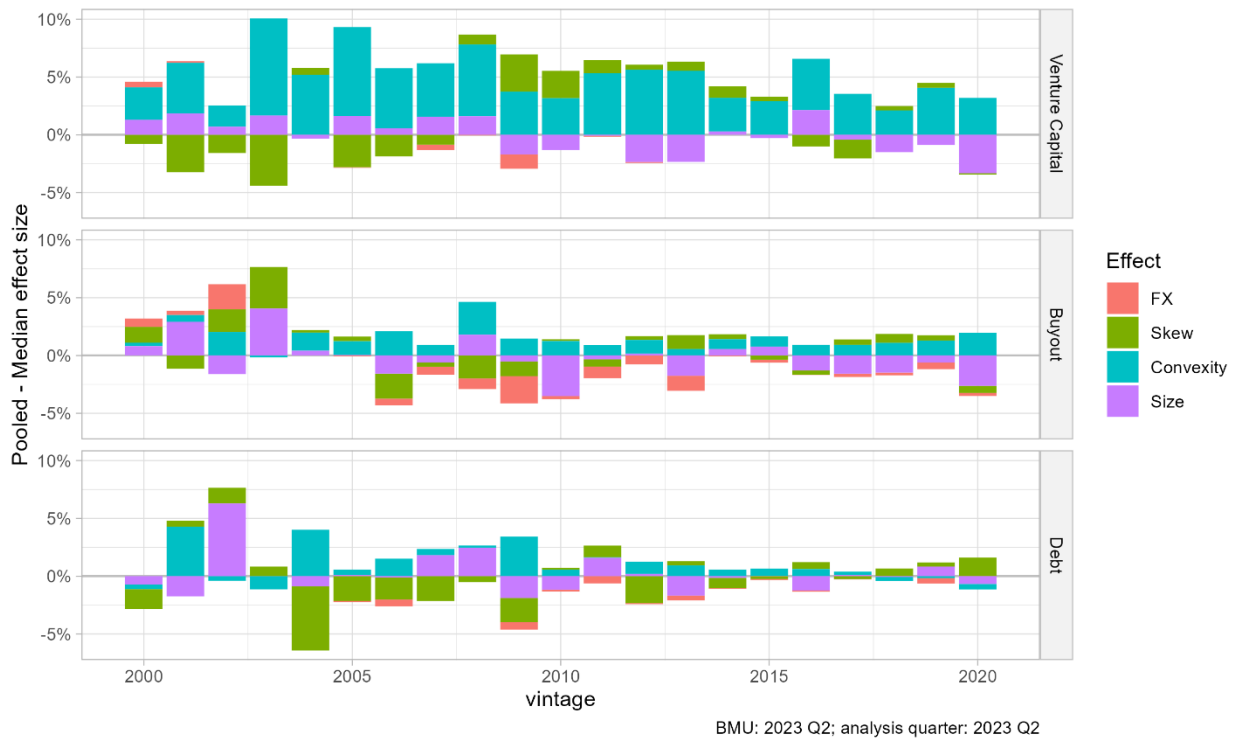 10%
5%
0%
-5%
Venture Capital
10%
5%
0%
-5%
Buyout
10%
5%
0%
-5%
Debt
Pooled - Median effect size
2000
2005
2010
2015
2020
vintage
Effect
FX
Skew
Convexity
Size
BMU: 2023 Q2; analysis quarter: 2023 Q2